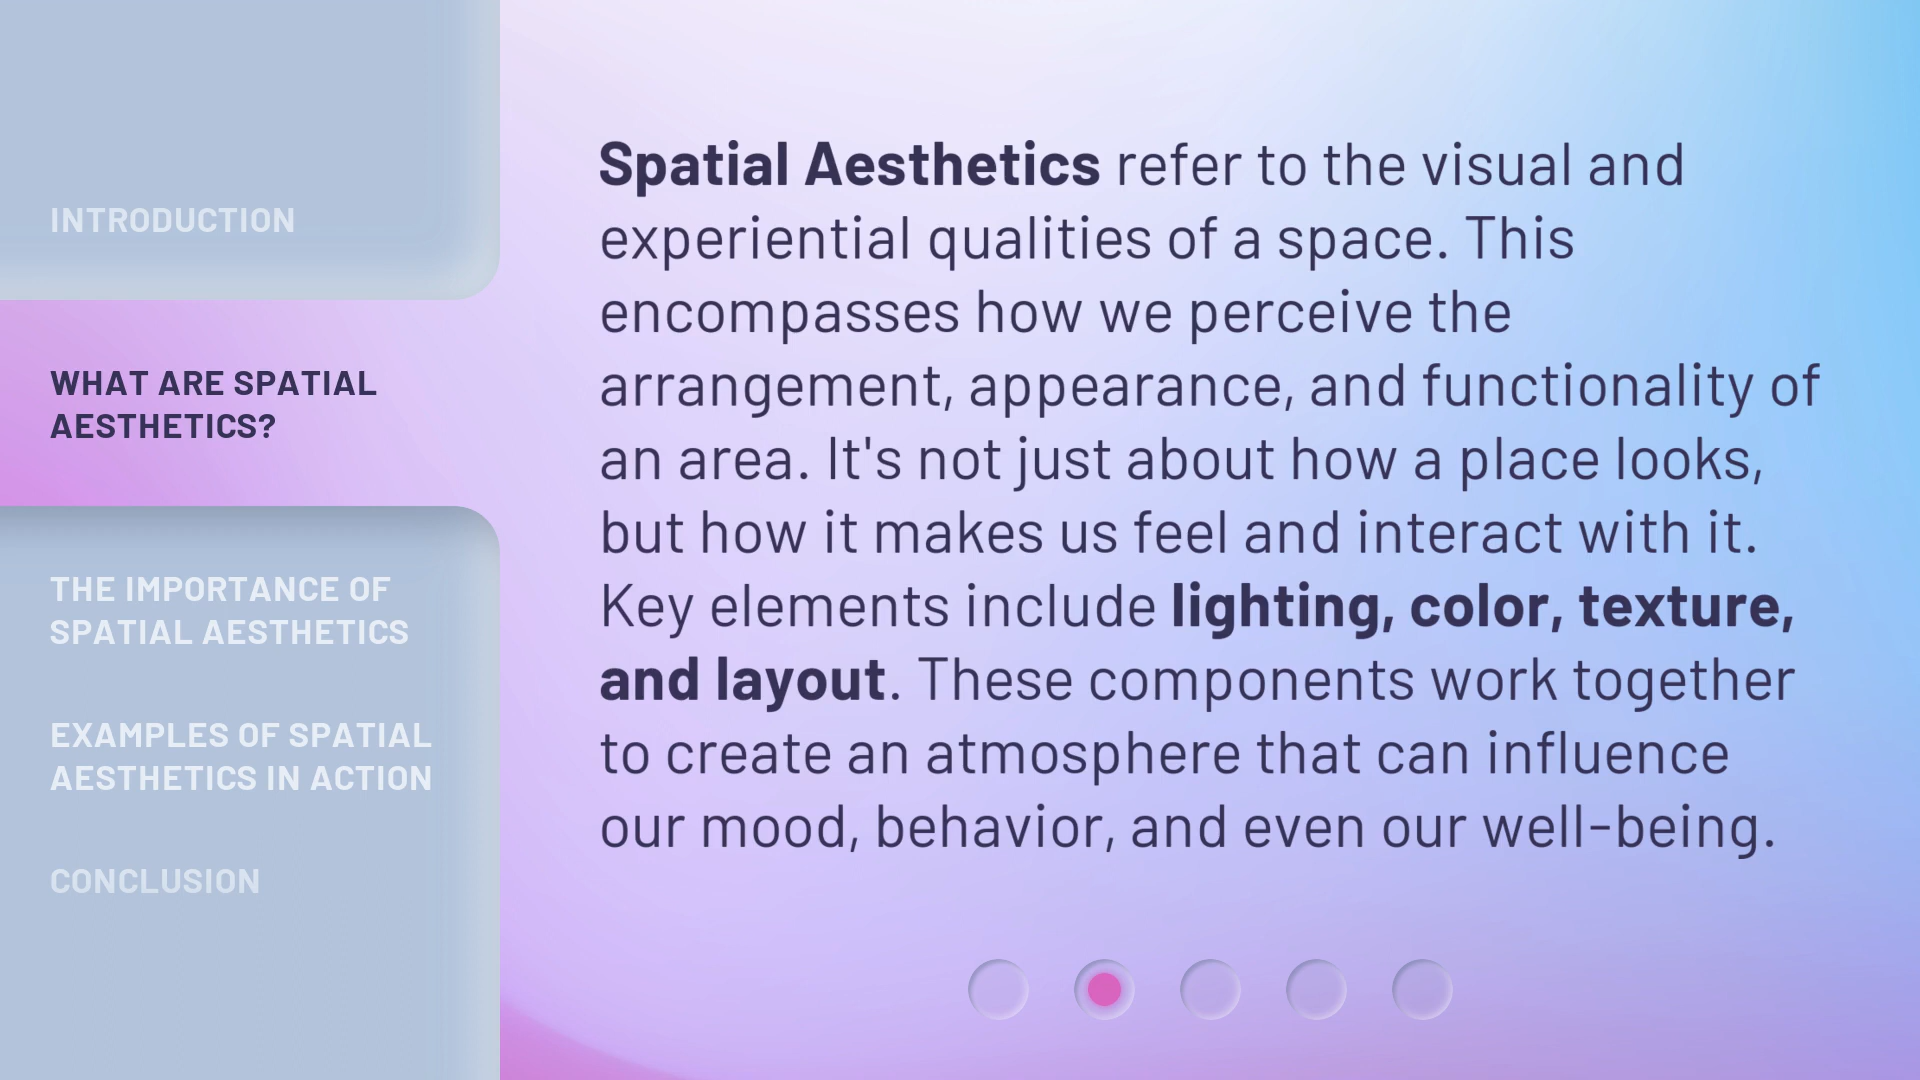 INTRODUCTION
WHAT ARE SPATIAL
AESTHETICS?
THE IMPORTANCE OF
SPATIAL AESTHETICS
EXAMPLES OF SPATIAL
AESTHETICS IN ACTION
CONCLUSION
Spatial Aesthetics refer to the visual and
experiential qualities of a space. This
encompasses how we perceive the
arrangement, appearance, and functionality of
an area. It's not just about how a place looks,
but how it makes us feel and interact with it.
Key elements include lighting, color, texture,
and layout. These components work together
to create an atmosphere that can influence
our mood, behavior, and even our well-being.